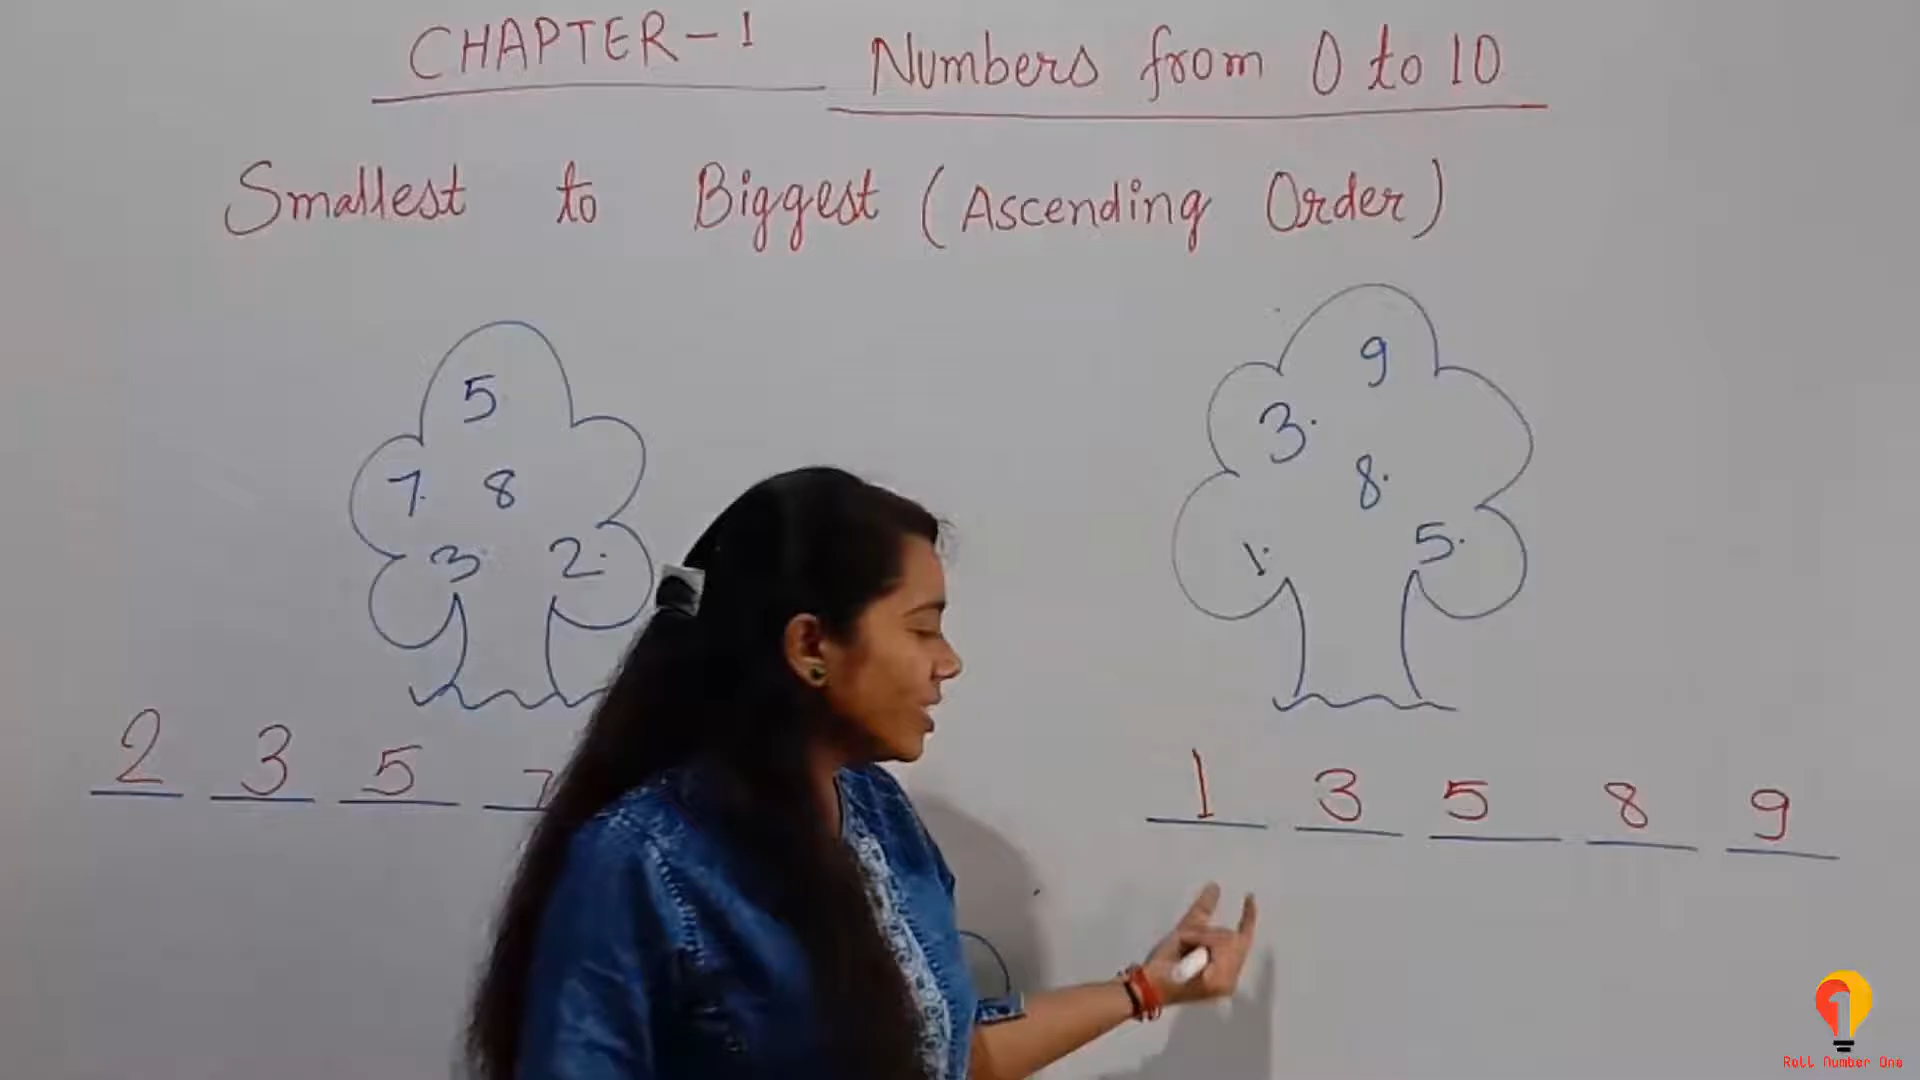 CHAPTER-1 Numbers from 0 to 10
Smallest to Biggest (Ascending Order)
5
7 8
3 2
9
3
8
1 5
2 3 5 7
1 3 5 8 9
Roll Number One